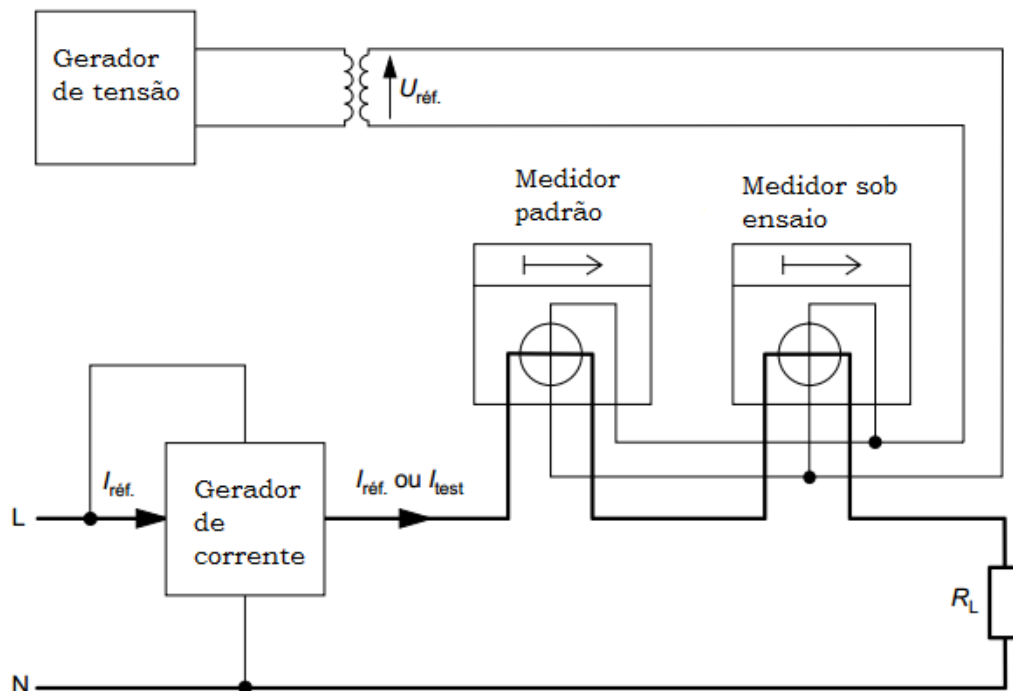 Gerador
de tensão
Uréf.
Medidor
padrão
Medidor sob
ensaio
L
Iréf.
Gerador
de
corrente
Iréf. ou Itest
RL
N